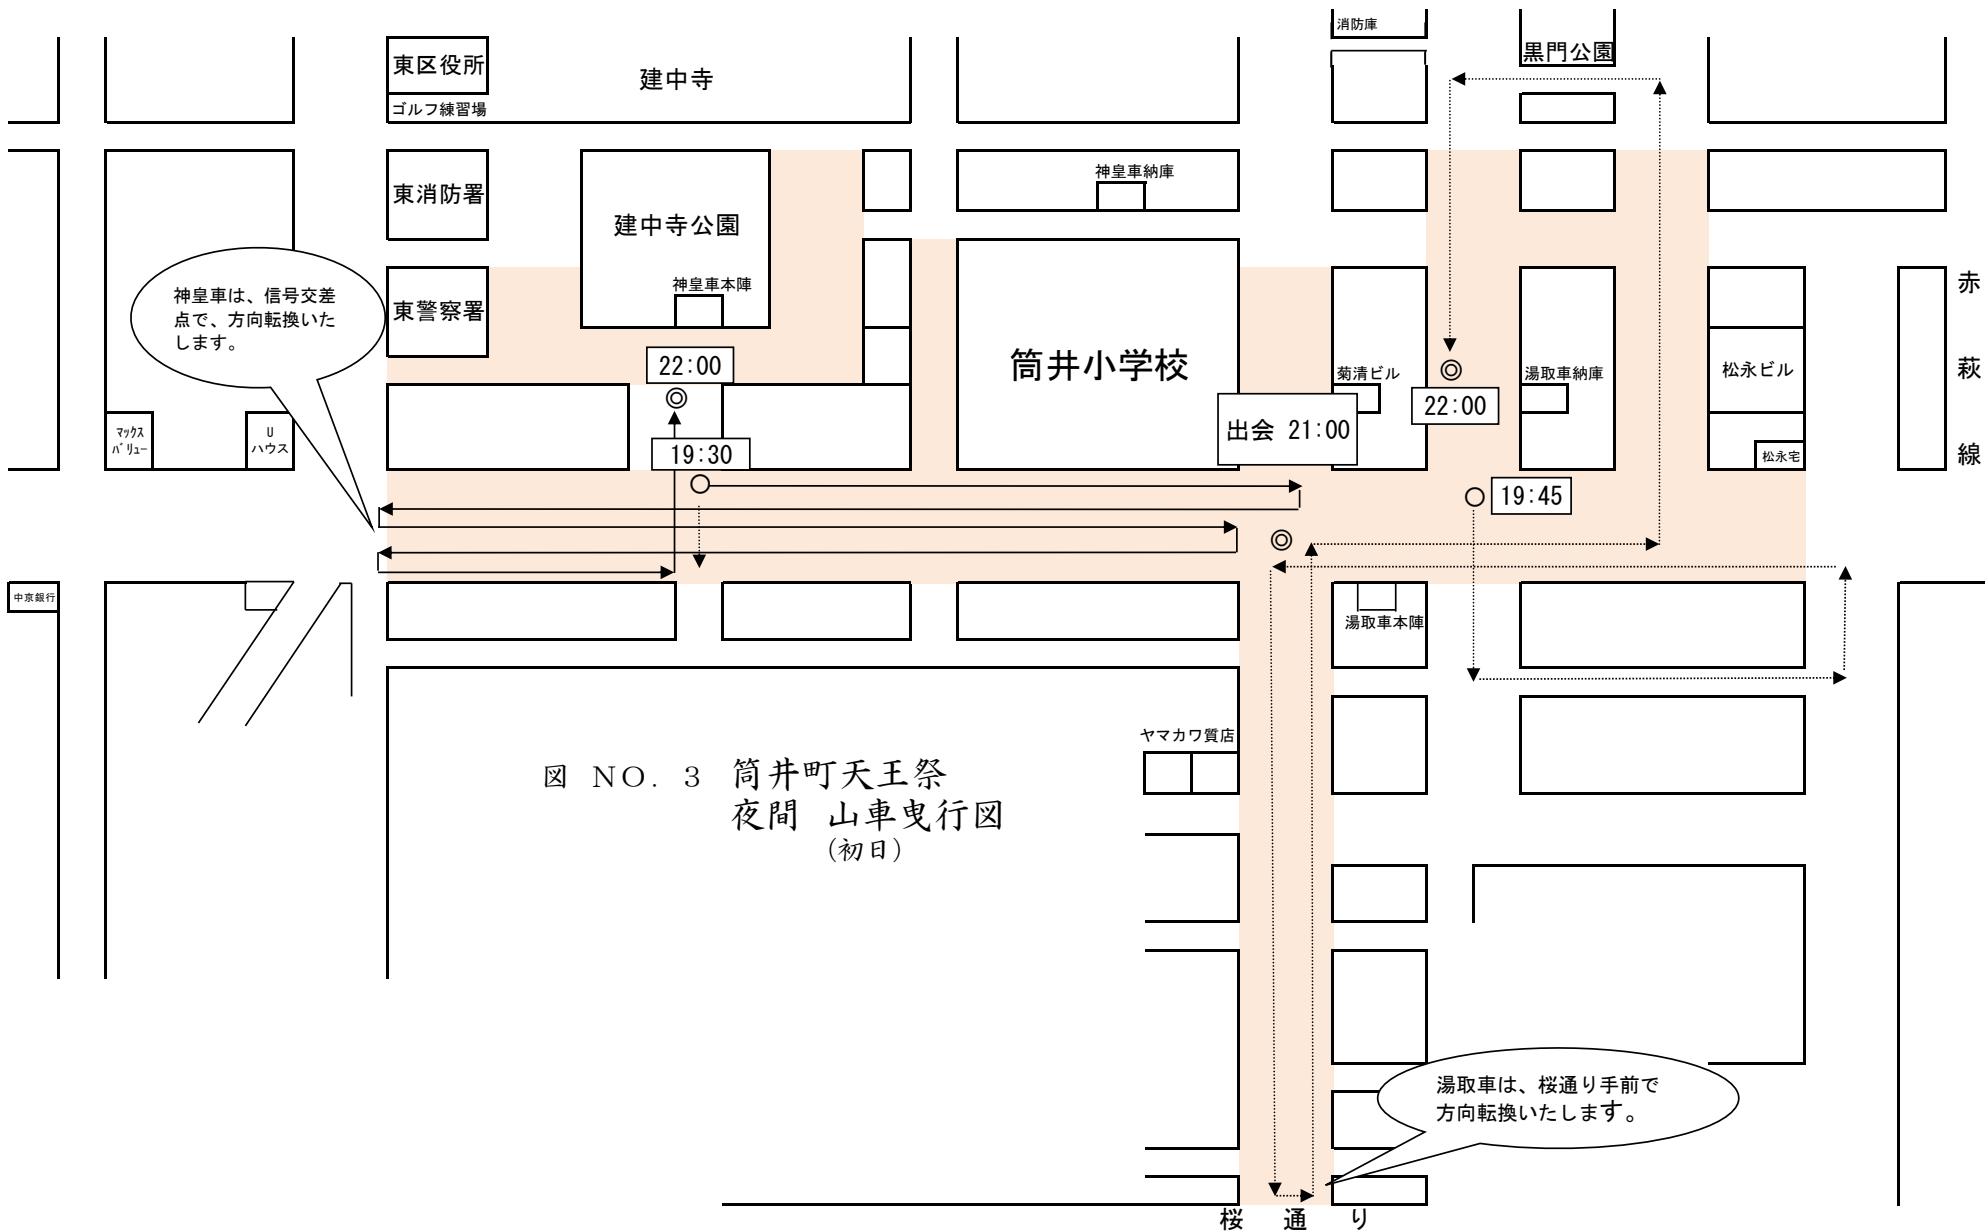 消防庫
黒門公園
東区役所
建中寺
ゴルフ練習場
東消防署
神皇車納庫
建中寺公園
神皇車本陣
東警察署
神皇車は、信号交差
点で、方向転換いた
します。
赤
萩
線
筒井小学校
22:00
菊清ビル
湯取車納庫
松永ビル
22:00
出会 21:00
マックス
バリュー
U
ハウス
19:30
松永宅
19:45
中京銀行
湯取車本陣
ヤマカワ質店
図 NO. 3 筒井町天王祭
夜間 山車曳行図
(初日)
湯取車は、桜通り手前で
方向転換いたします。
桜 通 り